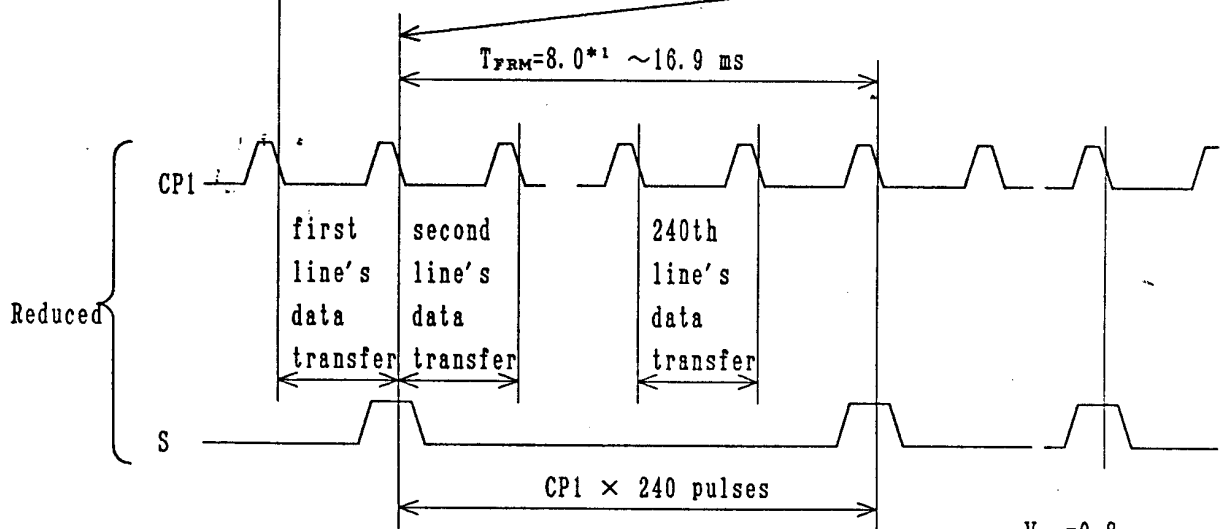 T_FRM=8.0*1 ～16.9 ms
CP1
first second 240th
line's line's line's
data data data
Reduced
transfer transfer transfer
S
CP1 × 240 pulses